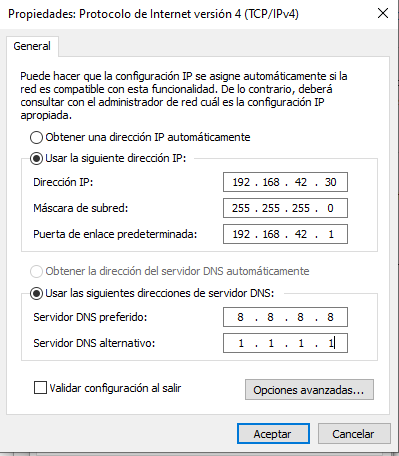 Propiedades: Protocolo de Internet versión 4 (TCP/IPv4)
General
Puede hacer que la configuración IP se asigne automáticamente si la
red es compatible con esta funcionalidad. De lo contrario, deberá
consultar con el administrador de red cuál es la configuración IP
apropiada.
Obtener una dirección IP automáticamente
Usar la siguiente dirección IP:
Dirección IP: 192 . 168 . 42 . 30
Máscara de subred: 255 . 255 . 255 . 0
Puerta de enlace predeterminada: 192 . 168 . 42 . 1
Obtener la dirección del servidor DNS automáticamente
Usar las siguientes direcciones de servidor DNS:
Servidor DNS preferido: 8 . 8 . 8 . 8
Servidor DNS alternativo: 1 . 1 . 1 . 1
Validar configuración al salir
Opciones avanzadas...
Aceptar Cancelar